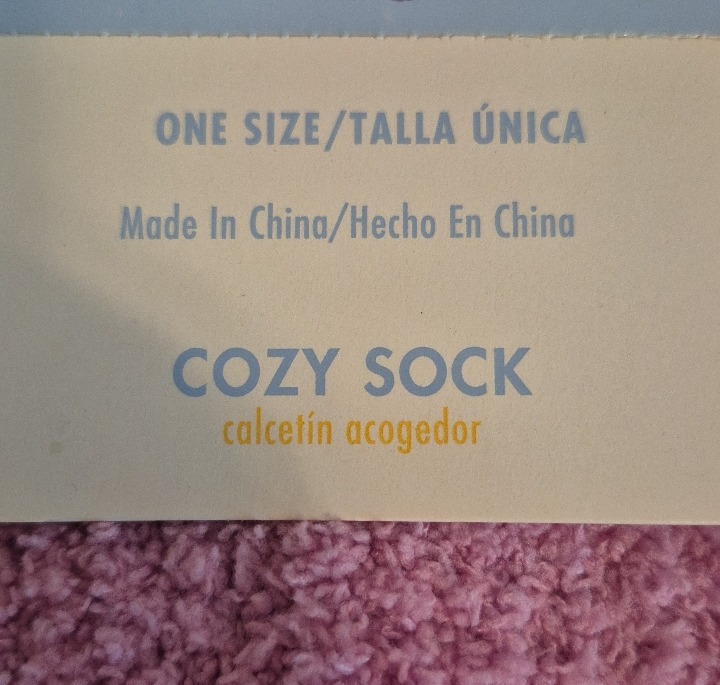 ONE SIZE/TALLA ÚNICA
Made In China/Hecho En China
COZY SOCK
calcetín acogedor